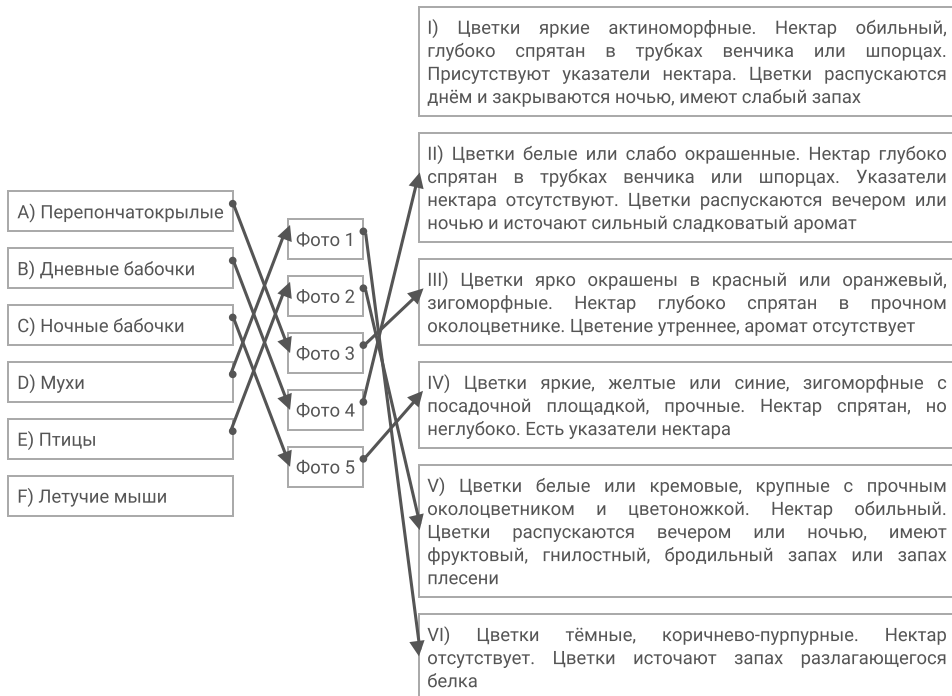 A) Перепончатокрылые
B) Дневные бабочки
C) Ночные бабочки
D) Мухи
E) Птицы
F) Летучие мыши
Фото 1
Фото 2
Фото 3
Фото 4
Фото 5
I) Цветки яркие актиноморфные. Нектар обильный,
глубоко спрятан в трубках венчика или шпорцах.
Присутствуют указатели нектара. Цветки распускаются
днём и закрываются ночью, имеют слабый запах
II) Цветки белые или слабо окрашенные. Нектар глубоко
спрятан в трубках венчика или шпорцах. Указатели
нектара отсутствуют. Цветки распускаются вечером или
ночью и источают сильный сладковатый аромат
III) Цветки ярко окрашены в красный или оранжевый,
зигоморфные. Нектар глубоко спрятан в прочном
околоцветнике. Цветение утреннее, аромат отсутствует
IV) Цветки яркие, желтые или синие, зигоморфные с
посадочной площадкой, прочные. Нектар спрятан, но
неглубоко. Есть указатели нектара
V) Цветки белые или кремовые, крупные с прочным
околоцветником и цветоножкой. Нектар обильный.
Цветки распускаются вечером или ночью, имеют
фруктовый, гнилостный, бродильный запах или запах
плесени
VI) Цветки тёмные, коричнево-пурпурные. Нектар
отсутствует. Цветки источают запах разлагающегося
белка